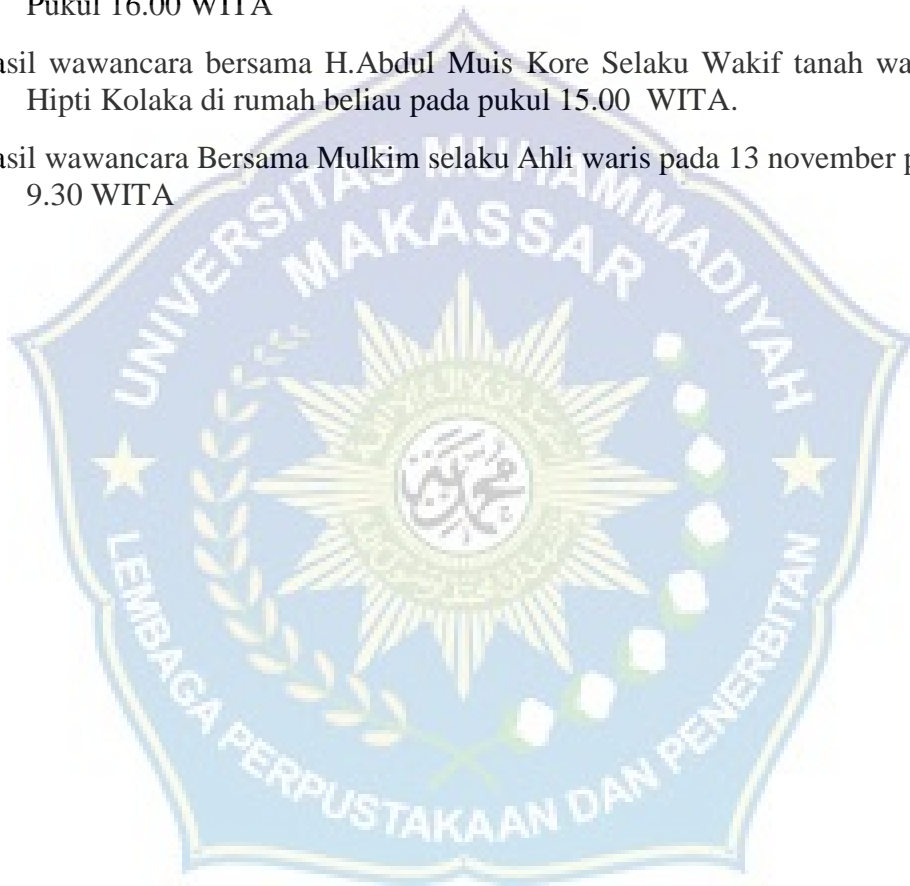 Pukul 16.00 WITA
asil wawancara bersama H.Abdul Muis Kore Selaku Wakif tanah wa
Hipti Kolaka di rumah beliau pada pukul 15.00 WITA.
asil wawancara Bersama Mulkim selaku Ahli waris pada 13 november p
9.30 WITA
UNIVERSITAS MUHAMMADIYAH
MAKASSAR
LEMBAGA PERPUSTAKAAN DAN PENERBITAN